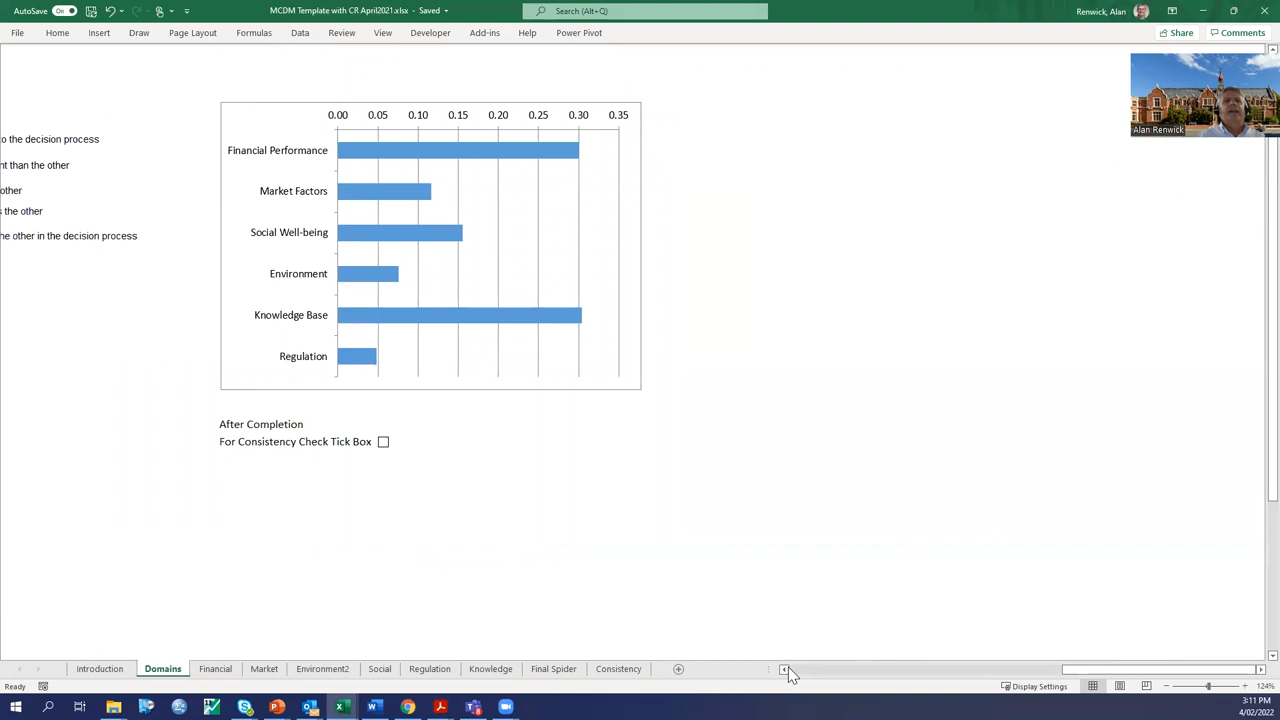 AutoSave On MCDM Template with CR April2021.xlsx - Saved Search (Alt+Q) Renwick, Alan
File Home Insert Draw Page Layout Formulas Data Review View Developer Add-ins Help Power Pivot Share Comments
Alan Renwick
0.00 0.05 0.10 0.15 0.20 0.25 0.30 0.35
to the decision process
Financial Performance
nt than the other
Market Factors
other
s the other
Social Well-being
he other in the decision process
Environment
Knowledge Base
Regulation
After Completion
For Consistency Check Tick Box
Introduction Domains Financial Market Environment2 Social Regulation Knowledge Final Spider Consistency
Ready Display Settings 124%
3:11 PM
4/02/2022